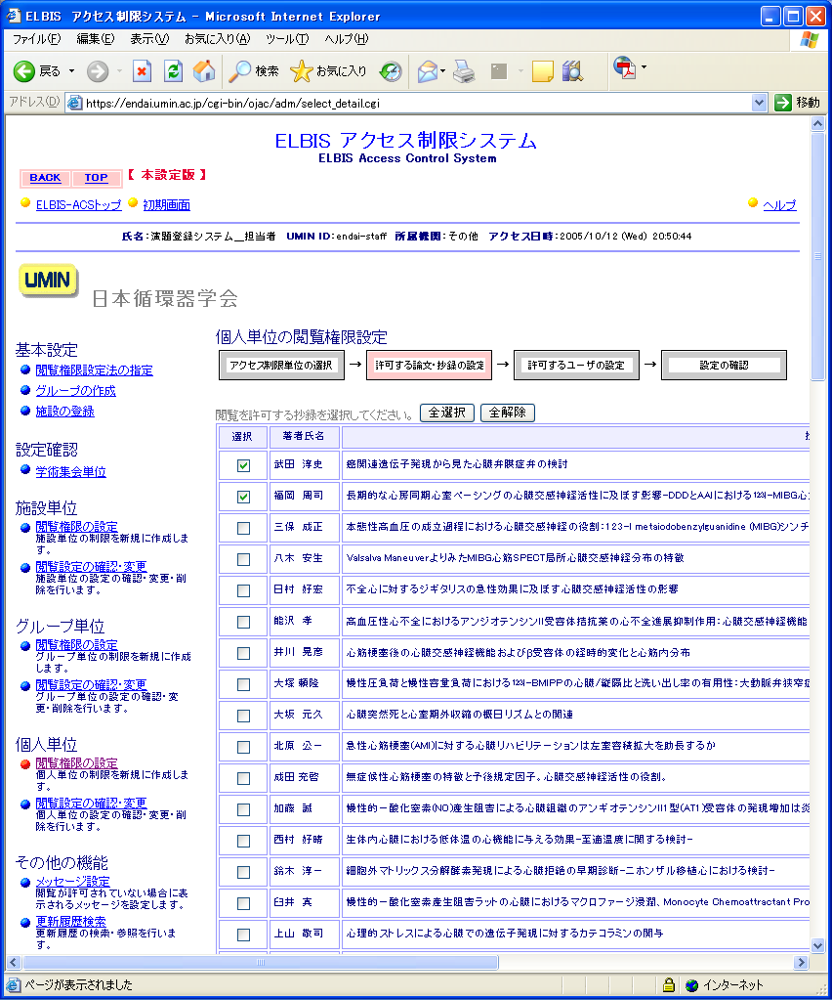 ELBIS アクセス制限システム - Microsoft Internet Explorer
ファイル(F) 編集(E) 表示(V) お気に入り(A) ツール(T) ヘルプ(H)
戻る 検索 お気に入り
アドレス(D) https://endai.umin.ac.jp/cgi-bin/ojac/adm/select_detail.cgi 移動
ELBIS アクセス制限システム
ELBIS Access Control System
BACK TOP 【 本設定版 】
ELBIS-ACSトップ 初期画面 ヘルプ
氏名:演題登録システム__担当者 UMIN ID:endai-staff 所属機関:その他 アクセス日時:2005/10/12 (Wed) 20:50:44
UMIN 日本循環器学会
基本設定
閲覧権限設定法の指定
グループの作成
施設の登録
設定確認
学術集会単位
施設単位
閲覧権限の設定
施設単位の制限を新規に作成しま
す。
閲覧設定の確認・変更
施設単位の設定の確認・変更・削
除を行います。
グループ単位
閲覧権限の設定
グループ単位の制限を新規に作成
します。
閲覧設定の確認・変更
グループ単位の設定の確認・変
更・削除を行います。
個人単位
閲覧権限の設定
個人単位の制限を新規に作成しま
す。
閲覧設定の確認・変更
個人単位の設定の確認・変更・削
除を行います。
その他の機能
メッセージ設定
閲覧が許可されていない場合に表
示されるメッセージを設定します。
更新履歴検索
更新履歴の検索・参照を行いま
す。
個人単位の閲覧権限設定
アクセス制限単位の選択 → 許可する論文・抄録の設定 → 許可するユーザの設定 → 設定の確認
閲覧を許可する抄録を選択してください。 全選択 全解除
選択 著者氏名
武田 淳史 癌関連遺伝子発現から見た心臓弁膜症弁の検討
福岡 周司 長期的な心房同期心室ペーシングの心臓交感神経活性に及ぼす影響-DDDとAAIにおける123I-MIBG心
三保 成正 本態性高血圧の成立過程における心臓交感神経の役割:123-I metaiodobenzylguanidine (MIBG)シンチ
八木 安生 Valsalva ManeuverよりみたMIBG心筋SPECT局所心臓交感神経分布の特徴
日村 好宏 不全心に対するジギタリスの急性効果に及ぼす心臓交感神経活性の影響
能沢 孝 高血圧性心不全におけるアンジオテンシンII受容体拮抗薬の心不全進展抑制作用:心臓交感神経機能
井川 晃彦 心筋梗塞後の心臓交感神経機能およびβ受容体の経時的変化と心筋内分布
大塚 頼隆 慢性圧負荷と慢性容量負荷における123I-BMIPPの心臓/縦隔比と洗い出し率の有用性:大動脈弁狭窄症
大坂 元久 心臓突然死と心室期外収縮の概日リズムとの関連
北原 公一 急性心筋梗塞(AMI)に対する心臓リハビリテーションは左室容積拡大を助長するか
成田 充啓 無症候性心筋梗塞の特徴と予後規定因子。心臓交感神経活性の役割。
加藤 誠 慢性的一酸化窒素(NO)産生阻害による心臓組織のアンギオテンシンII1型(AT1)受容体の発現増加は炎
西村 好晴 生体内心臓における低体温の心機能に与える効果-至適温度に関する検討-
鈴木 淳一 細胞外マトリックス分解酵素発現による心臓拒絶の早期診断-ニホンザル移植心における検討-
臼井 真 慢性的一酸化窒素産生阻害ラットの心臓におけるマクロファージ浸潤、Monocyte Chemoattractant Pro
上山 敬司 心理的ストレスによる心臓での遺伝子発現に対するカテコラミンの関与
ページが表示されました インターネット